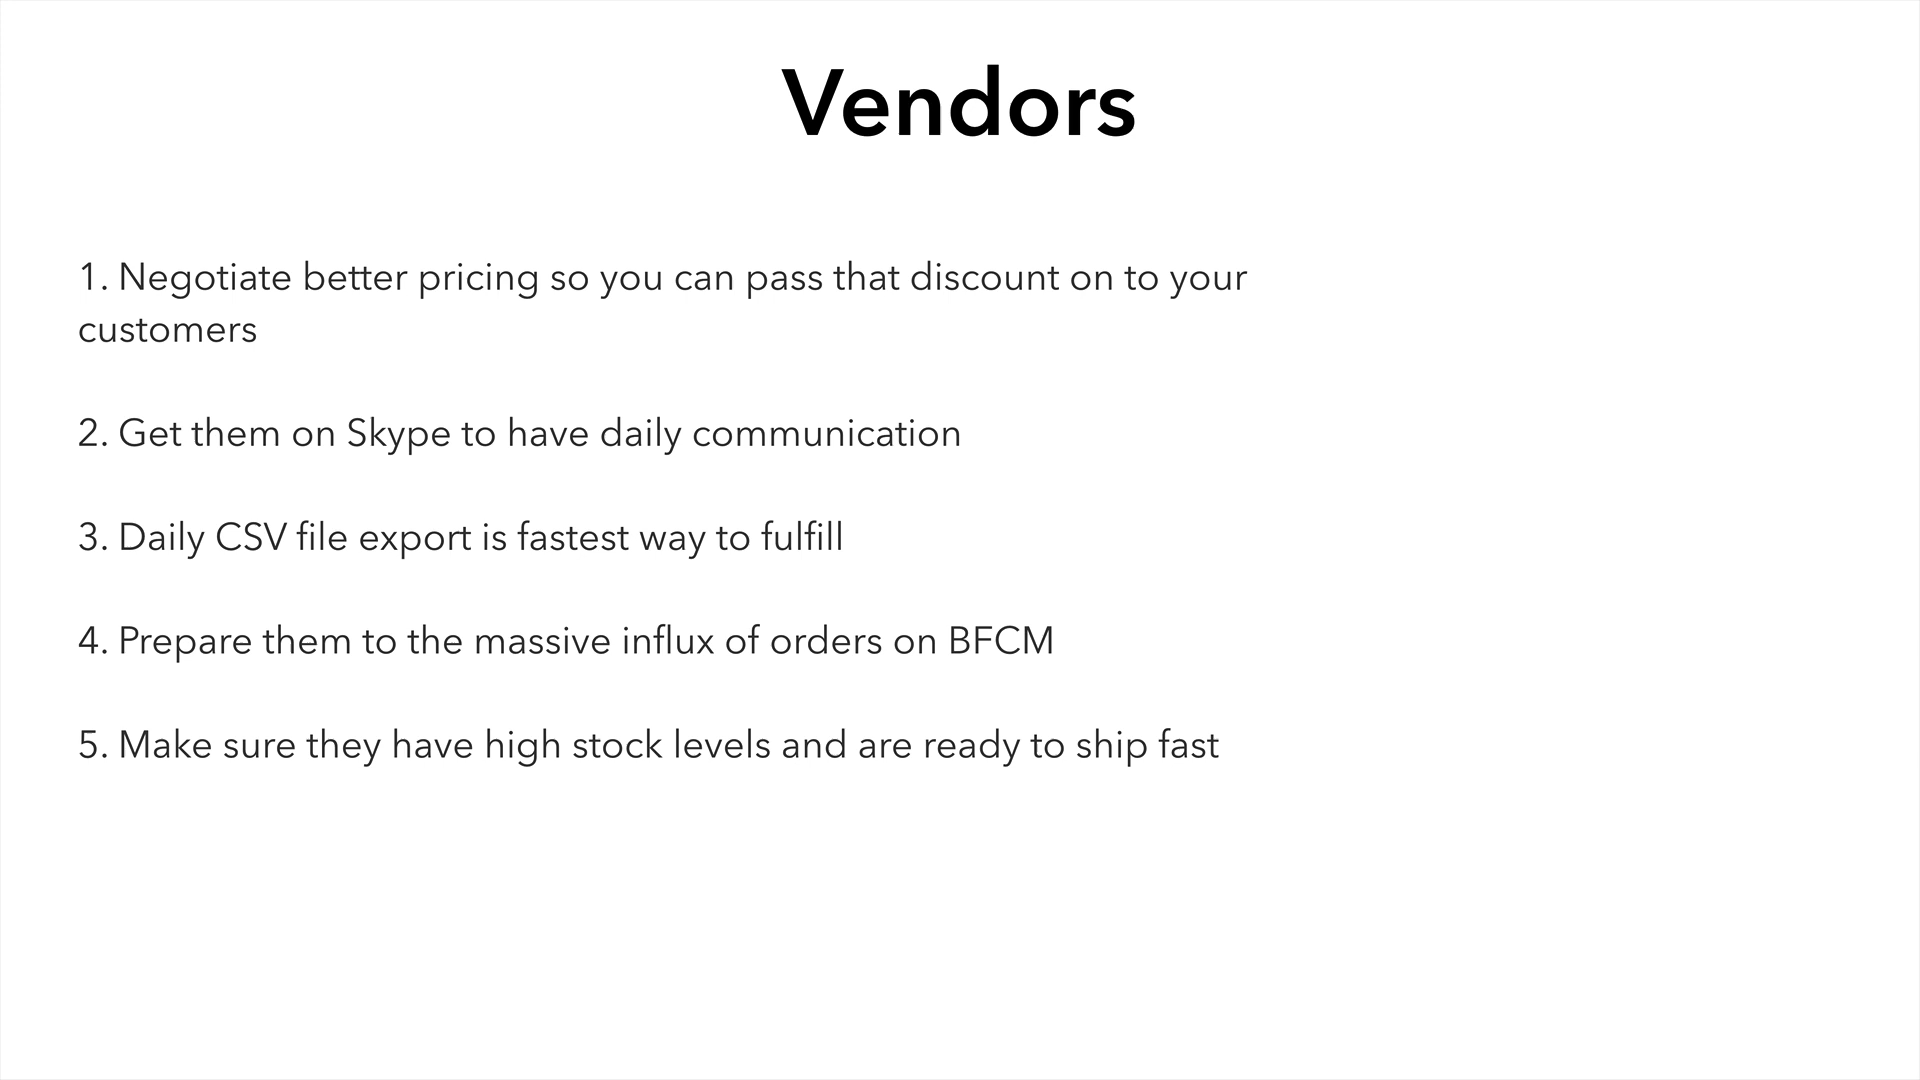 Vendors
1. Negotiate better pricing so you can pass that discount on to your
customers
2. Get them on Skype to have daily communication
3. Daily CSV file export is fastest way to fulfill
4. Prepare them to the massive influx of orders on BFCM
5. Make sure they have high stock levels and are ready to ship fast